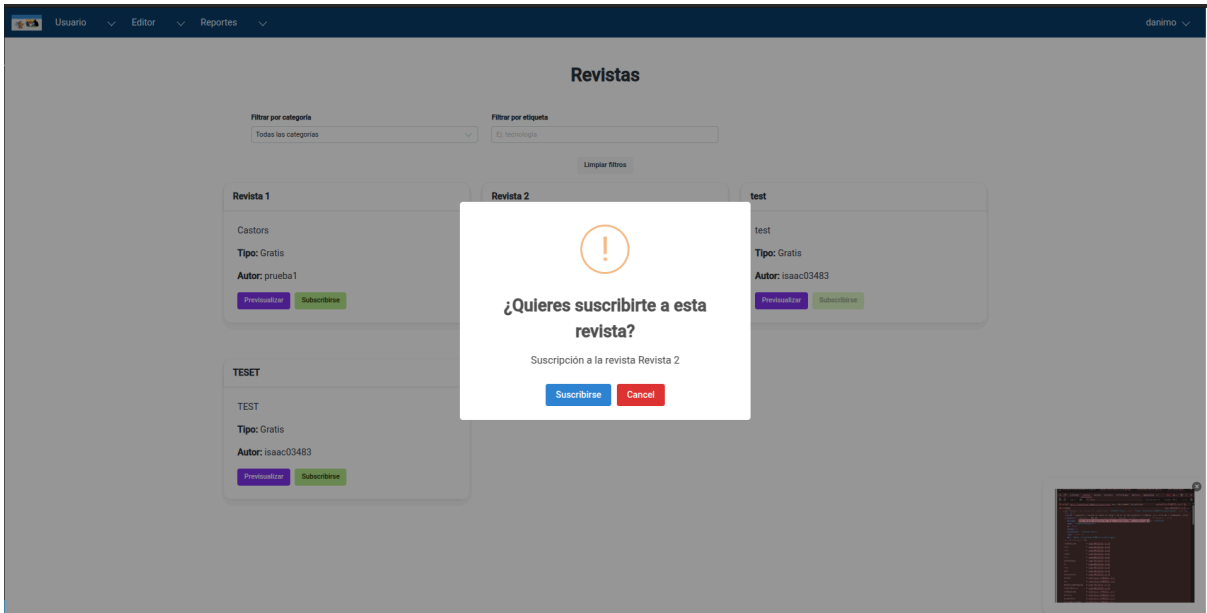 Usuario Editor Reportes danimo
Revistas
Filtrar por categoría Filtrar por etiqueta
Todas las categorías Ej: tecnología
Limpiar filtros
Revista 1
Castors
Tipo: Gratis
Autor: prueba1
Previsualizar Subscribirse
Revista 2
test
test
Tipo: Gratis
Autor: isaac03483
Previsualizar Subscribirse
!
¿Quieres suscribirte a esta
revista?
Suscripción a la revista Revista 2
Suscribirse Cancel
TESET
TEST
Tipo: Gratis
Autor: isaac03483
Previsualizar Subscribirse